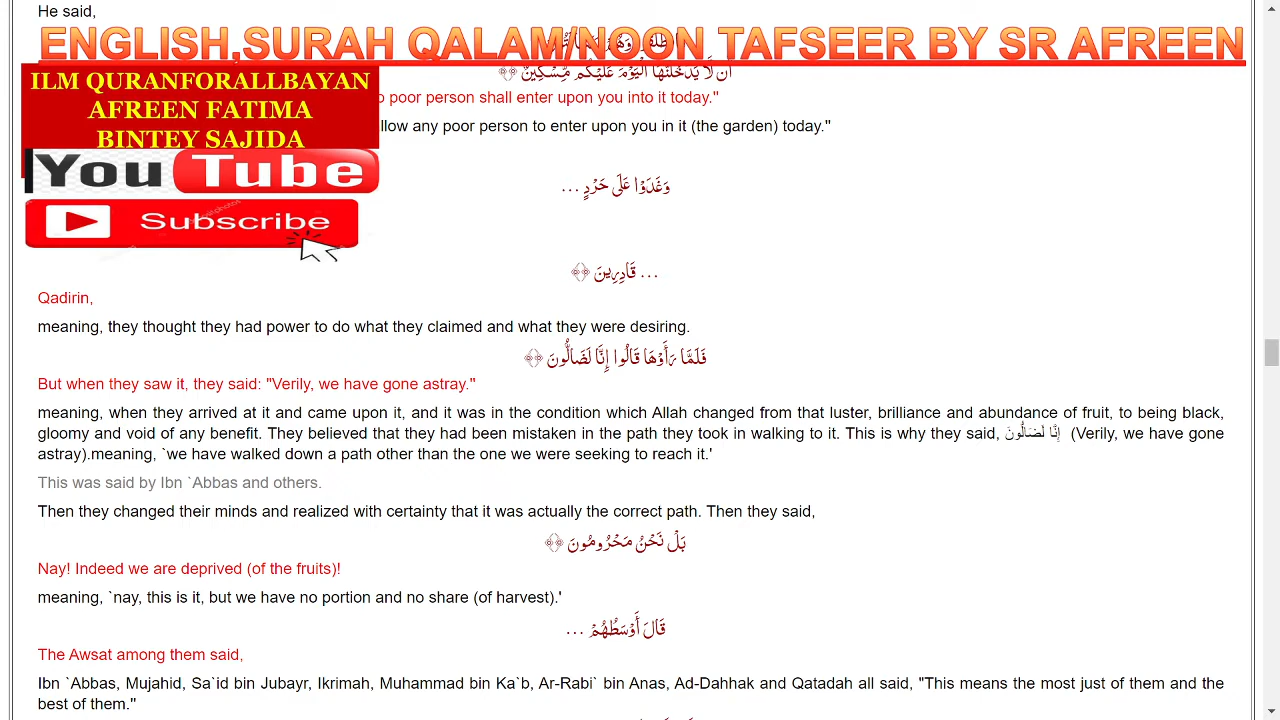 He said,
ENGLISH,SURAH QALAM/NOON TAFSEER BY SR AFREEN
أَن لَّا يَدْخُلَنَّهَا الْيَوْمَ عَلَيْكُم مِّسْكِينٌ
ILM QURANFORALLBAYAN
AFREEN FATIMA
BINTEY SAJIDA
YouTube
Subscribe
o poor person shall enter upon you into it today."
llow any poor person to enter upon you in it (the garden) today."
وَغَدَوْا عَلَى حَرْدٍ ...
... قَادِرِينَ
Qadirin,
meaning, they thought they had power to do what they claimed and what they were desiring.
فَلَمَّا رَأَوْهَا قَالُوا إِنَّا لَضَالُّونَ
But when they saw it, they said: "Verily, we have gone astray."
meaning, when they arrived at it and came upon it, and it was in the condition which Allah changed from that luster, brilliance and abundance of fruit, to being black,
gloomy and void of any benefit. They believed that they had been mistaken in the path they took in walking to it. This is why they said, إِنَّا لَضَالُّونَ (Verily, we have gone
astray).meaning, `we have walked down a path other than the one we were seeking to reach it.'
This was said by Ibn `Abbas and others.
Then they changed their minds and realized with certainty that it was actually the correct path. Then they said,
بَلْ نَحْنُ مَحْرُومُونَ
Nay! Indeed we are deprived (of the fruits)!
meaning, `nay, this is it, but we have no portion and no share (of harvest).'
قَالَ أَوْسَطُهُمْ ...
The Awsat among them said,
Ibn `Abbas, Mujahid, Sa`id bin Jubayr, Ikrimah, Muhammad bin Ka`b, Ar-Rabi` bin Anas, Ad-Dahhak and Qatadah all said, "This means the most just of them and the
best of them."